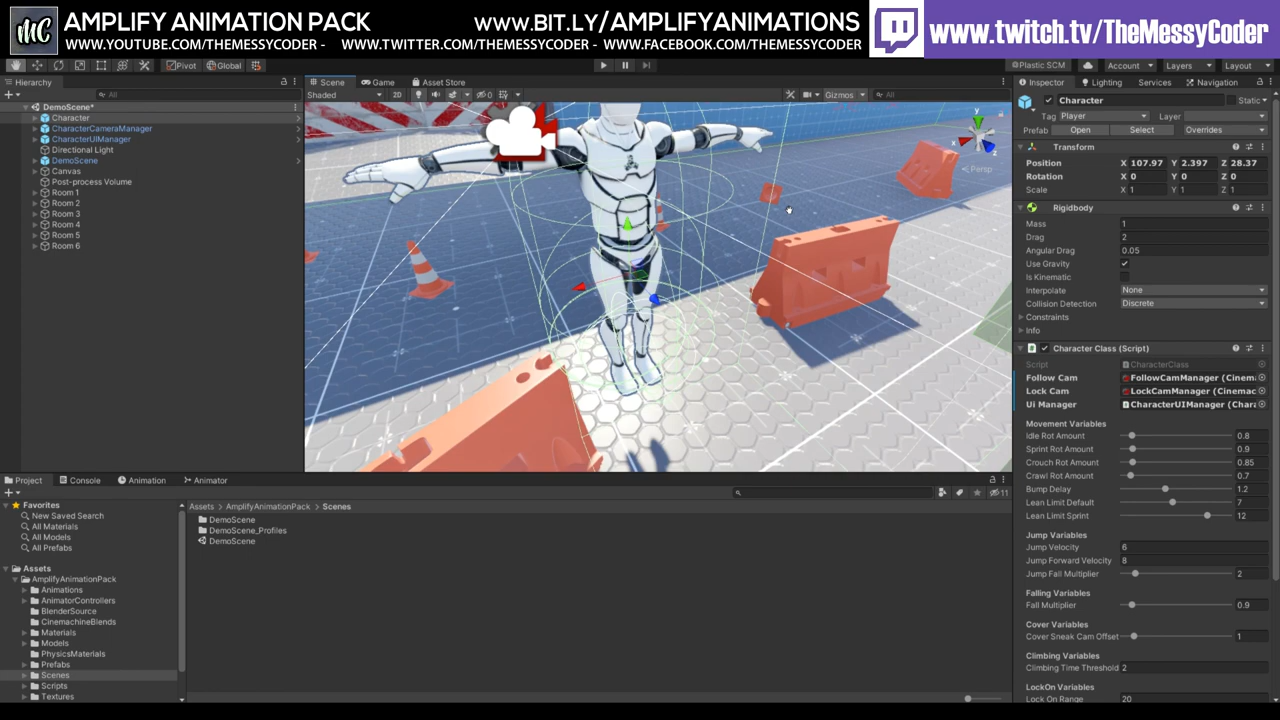 AMPLIFY ANIMATION PACK
WWW.BIT.LY/AMPLIFYANIMATIONS
WWW.YOUTUBE.COM/THEMESSYCODER - WWW.TWITTER.COM/THEMESSYCODER - WWW.FACEBOOK.COM/THEMESSYCODER
www.twitch.tv/TheMessyCoder
Pivot Global
Plastic SCM Account Layers Layout
Hierarchy
All
DemoScene*
Character
CharacterCameraManager
CharacterUIManager
Directional Light
DemoScene
Canvas
Post-process Volume
Room 1
Room 2
Room 3
Room 4
Room 5
Room 6
Scene Game Asset Store
Shaded 2D 0 Gizmos All
y
x
z
Persp
Inspector Lighting Services Navigation
Character Static
Tag Player Layer
Prefab Open Select Overrides
Transform
Position X 107.97 Y 2.397 Z 28.37
Rotation X 0 Y 0 Z 0
Scale X 1 Y 1 Z 1
Rigidbody
Mass 1
Drag 2
Angular Drag 0.05
Use Gravity
Is Kinematic
Interpolate None
Collision Detection Discrete
Constraints
Info
Character Class (Script)
Script CharacterClass
Follow Cam FollowCamManager (Cinem
Lock Cam LockCamManager (Cinemac
Ui Manager CharacterUIManager (Chara
Movement Variables
Idle Rot Amount 0.8
Sprint Rot Amount 0.9
Crouch Rot Amount 0.85
Crawl Rot Amount 0.7
Bump Delay 1.2
Lean Limit Default 7
Lean Limit Sprint 12
Jump Variables
Jump Velocity 6
Jump Forward Velocity 8
Jump Fall Multiplier 2
Falling Variables
Fall Multiplier 0.9
Cover Variables
Cover Sneak Cam Offset 1
Climbing Variables
Climbing Time Threshold 2
LockOn Variables
Lock On Range 20
Project Console Animation Animator
11
Favorites
New Saved Search
All Materials
All Models
All Prefabs
Assets
AmplifyAnimationPack
Animations
AnimatorControllers
BlenderSource
CinemachineBlends
Materials
Models
PhysicsMaterials
Prefabs
Scenes
Scripts
Textures
Assets AmplifyAnimationPack Scenes
DemoScene
DemoScene_Profiles
DemoScene